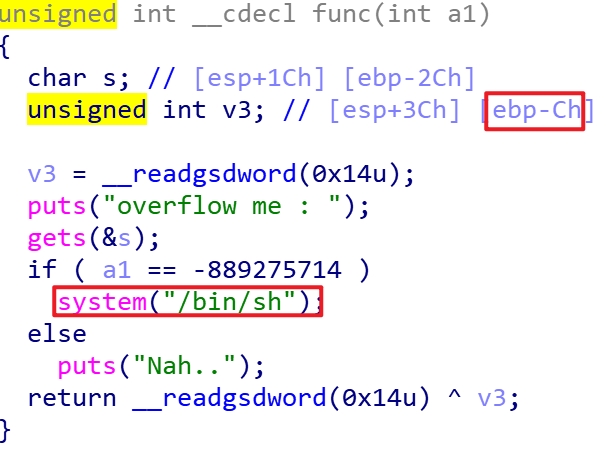 unsigned int __cdecl func(int a1)
{
char s; // [esp+1Ch] [ebp-2Ch]
unsigned int v3; // [esp+3Ch] [ebp-Ch]
v3 = __readgsdword(0x14u);
puts("overflow me : ");
gets(&s);
if ( a1 == -889275714 )
system("/bin/sh");
else
puts("Nah..");
return __readgsdword(0x14u) ^ v3;
}